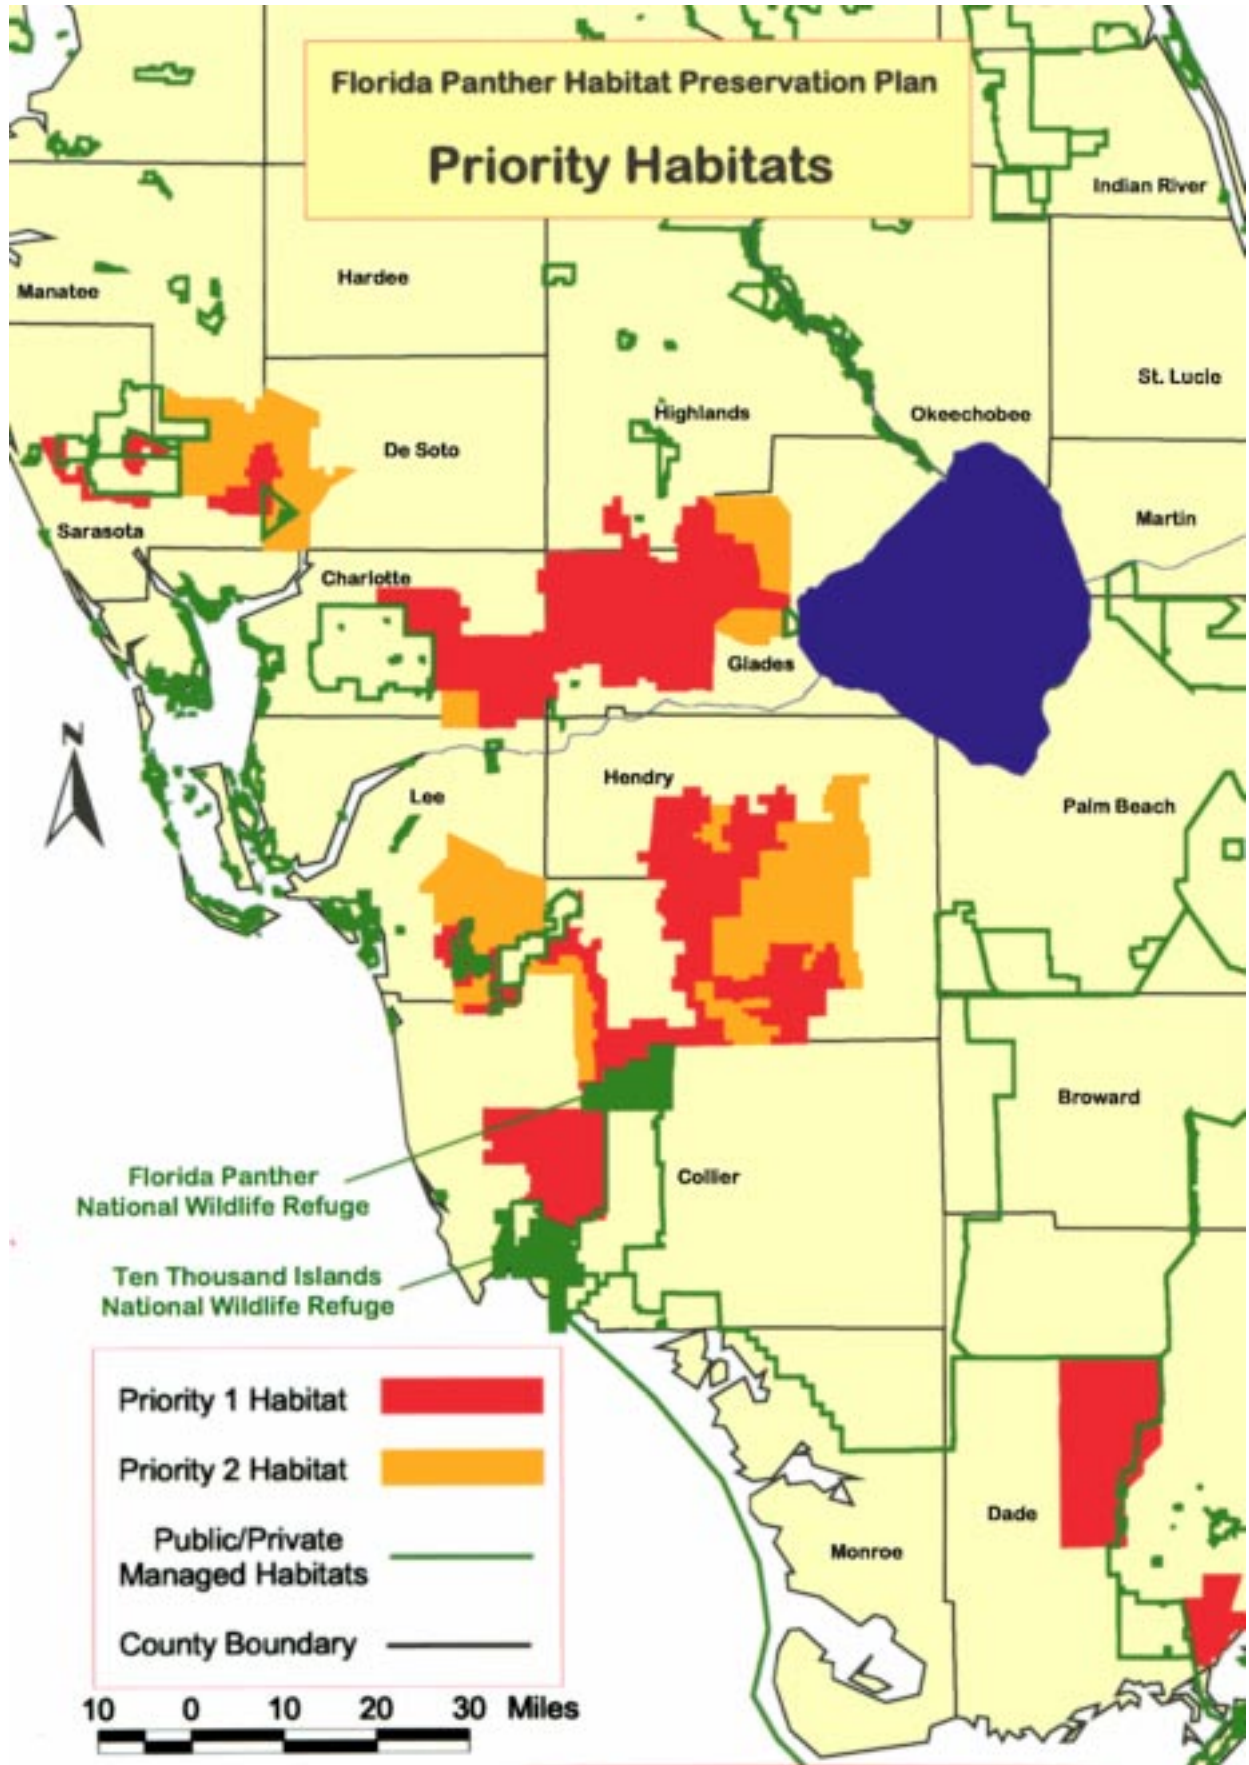 Florida Panther Habitat Preservation Plan
Priority Habitats
Indian River
Manatee
Hardee
St. Lucie
Highlands
Okeechobee
De Soto
Sarasota
Martin
Charlotte
Glades
N
Lee
Hendry
Palm Beach
Broward
Florida Panther
National Wildlife Refuge
Collier
Ten Thousand Islands
National Wildlife Refuge
Priority 1 Habitat
Priority 2 Habitat
Public/Private
Managed Habitats
County Boundary
Dade
Monroe
10 0 10 20 30 Miles